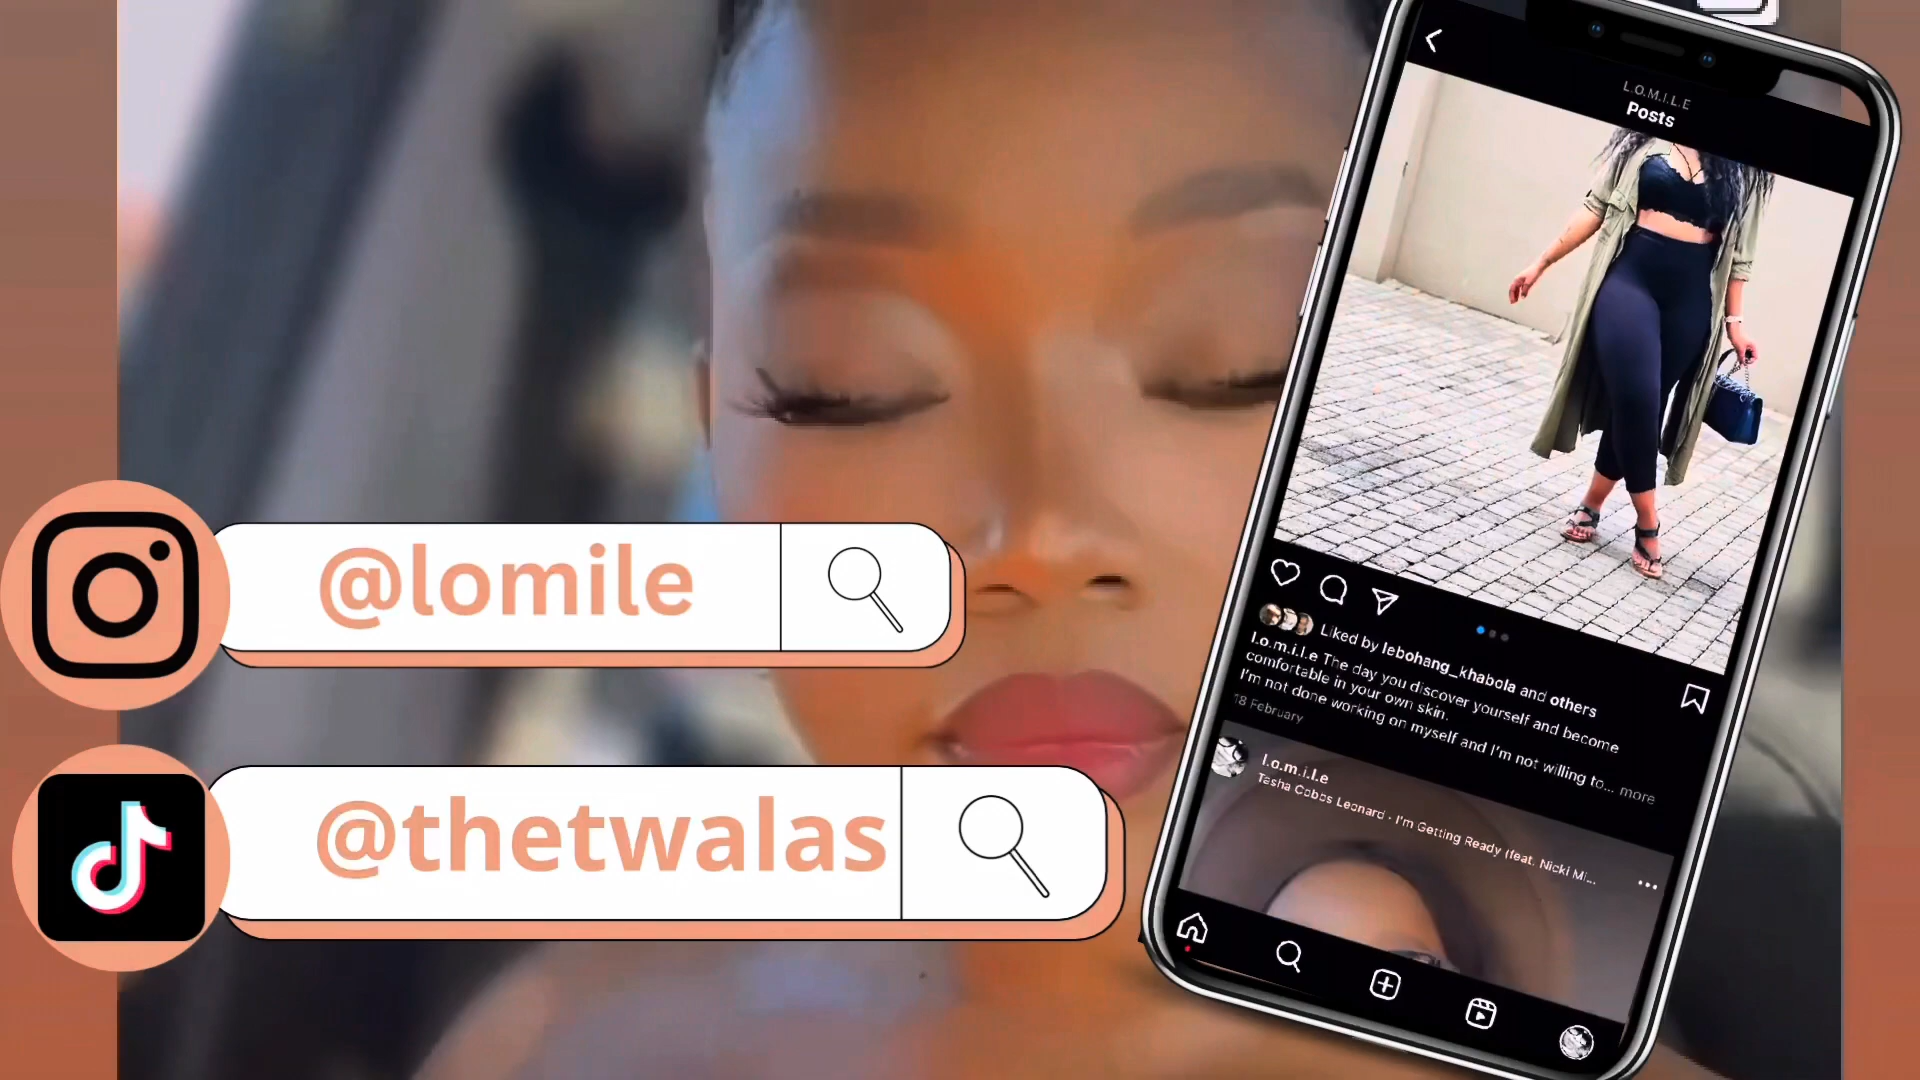 @lomile
@thetwalas
L.O.M.I.L.E
Posts
Liked by lebohang_khabola and others
l.o.m.i.l.e The day you discover yourself and become
comfortable in your own skin.
I'm not done working on myself and I'm not willing to... more
18 February
l.o.m.i.l.e
Tasha Cobbs Leonard · I'm Getting Ready (feat. Nicki Mi...